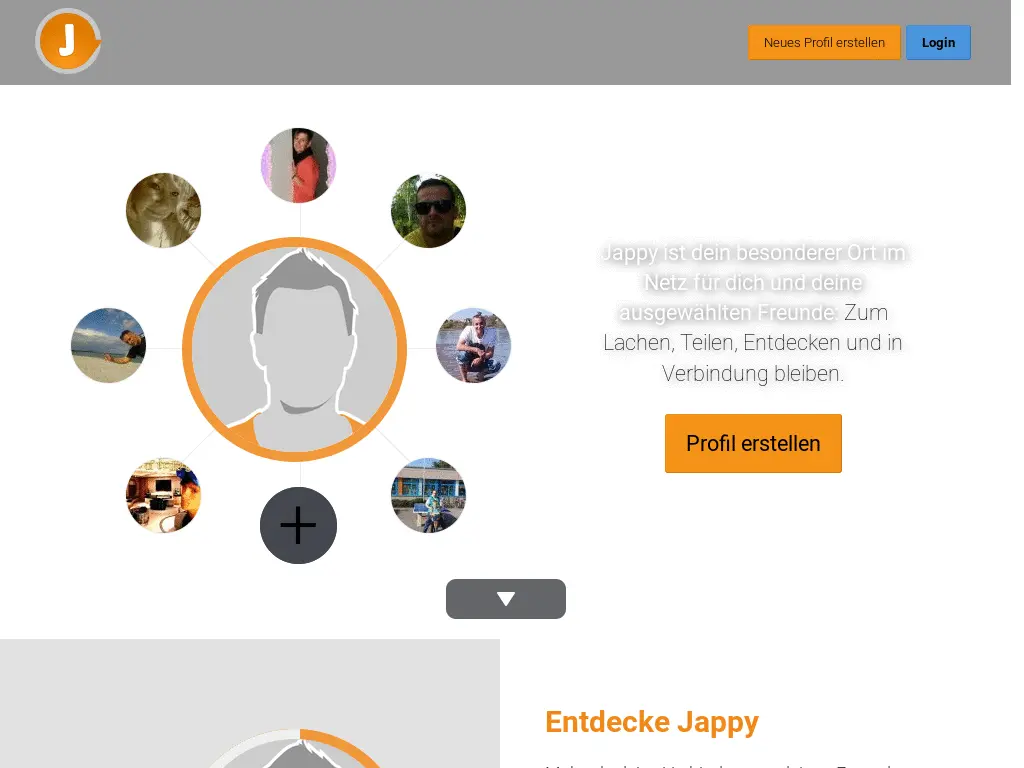 J
Neues Profil erstellen
Login
Jappy ist dein besonderer Ort im
Netz für dich und deine
ausgewählten Freunde: Zum
Lachen, Teilen, Entdecken und in
Verbindung bleiben.
Profil erstellen
Entdecke Jappy